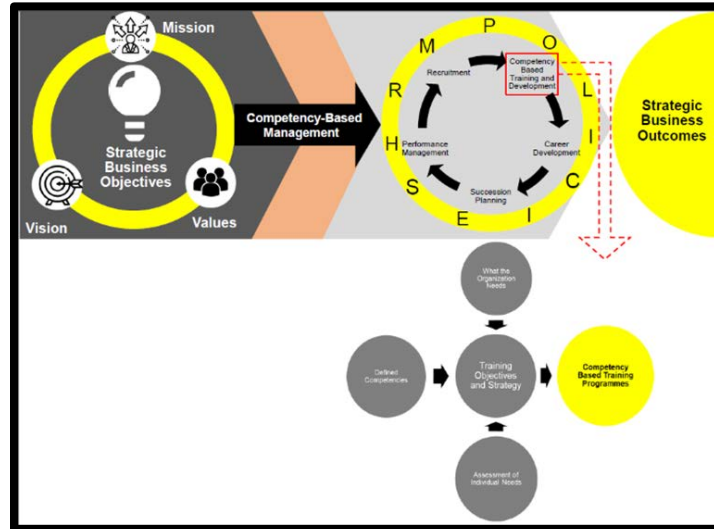 Mission
Strategic
Business
Objectives
Vision
Values
Competency-Based
Management
HRM POLICIES
Recruitment
Competency
Based
Training and
Development
Career
Development
Succession
Planning
Performance
Management
Strategic
Business
Outcomes
What the
Organization
Needs
Defined
Competencies
Training
Objectives
and Strategy
Competency
Based Training
Programmes
Assessment of
Individual Needs